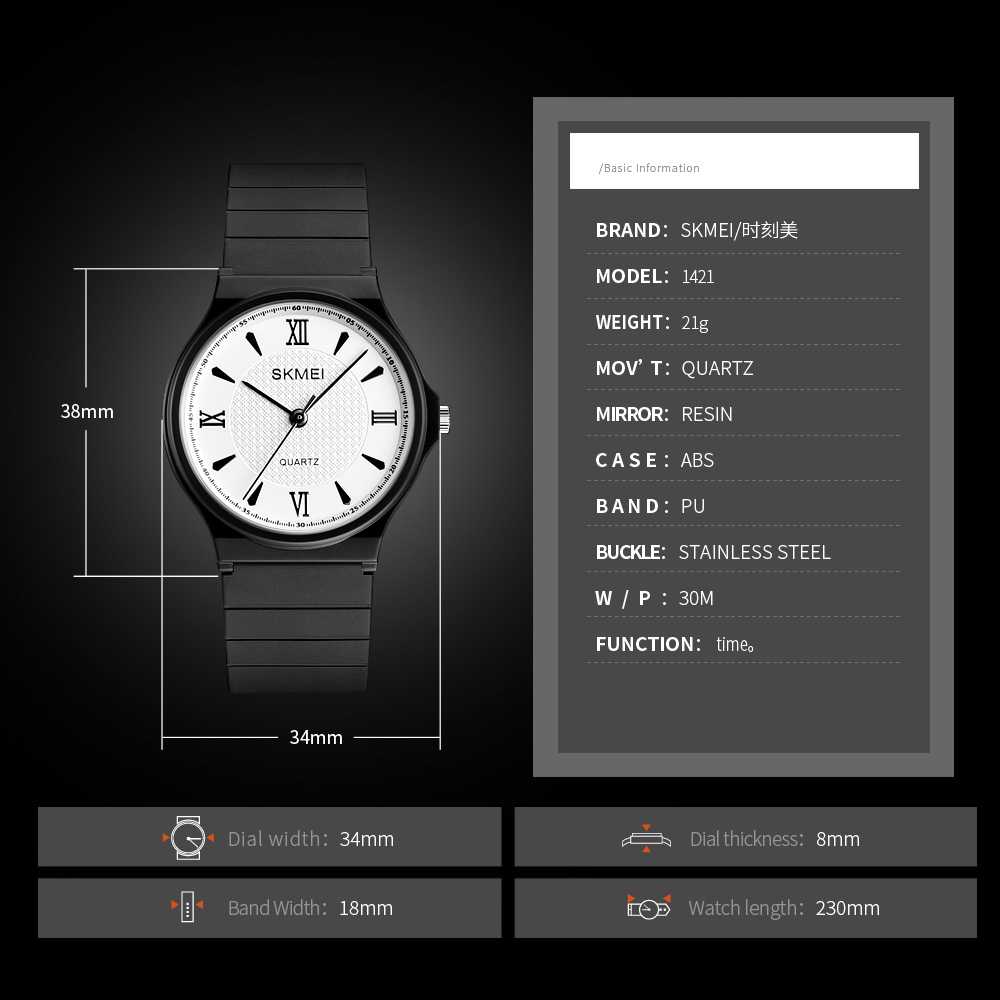 /Basic Information
BRAND: SKMEI/时刻美
MODEL: 1421
WEIGHT: 21g
MOV’T: QUARTZ
MIRROR: RESIN
CASE: ABS
BAND: PU
BUCKLE: STAINLESS STEEL
W/P: 30M
FUNCTION: time。
60
05
10
15
20
25
30
35
40
45
50
55
XII
III
VI
IX
SKMEI
QUARTZ
38mm
34mm
Dial width: 34mm
Dial thickness: 8mm
Band Width: 18mm
Watch length: 230mm